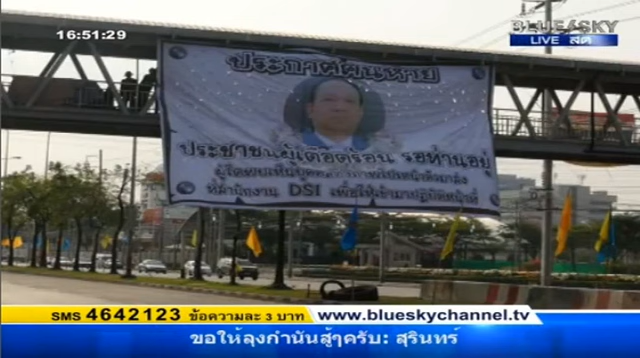 16:51:29
BLUE SKY
LIVE สด
ประกาศคนหาย
ประชาชนผู้เดือดร้อน รอท่านอยู่
ที่สำนักงาน DSI เพื่อให้เข้ามาปฏิบัติหน้าที่
SMS 4642123 ข้อความละ 3 บาท
www.blueskychannel.tv
ขอให้ลุงกำนันสู้ๆครับ: สุรินทร์